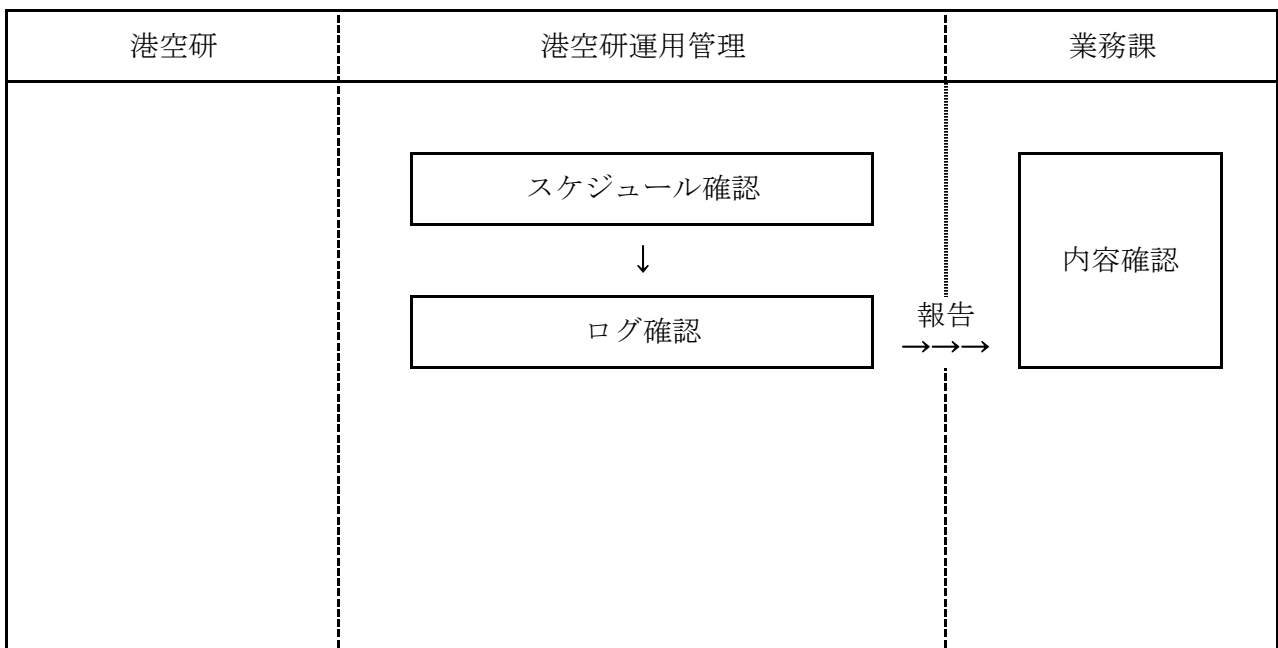 港空研
港空研運用管理
業務課
スケジュール確認
↓
内容確認
ログ確認
報告
→→→